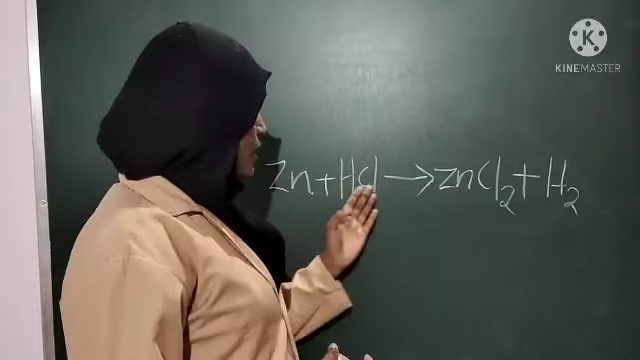 KINEMASTER
Zn + HCl → ZnCl₂ + H₂